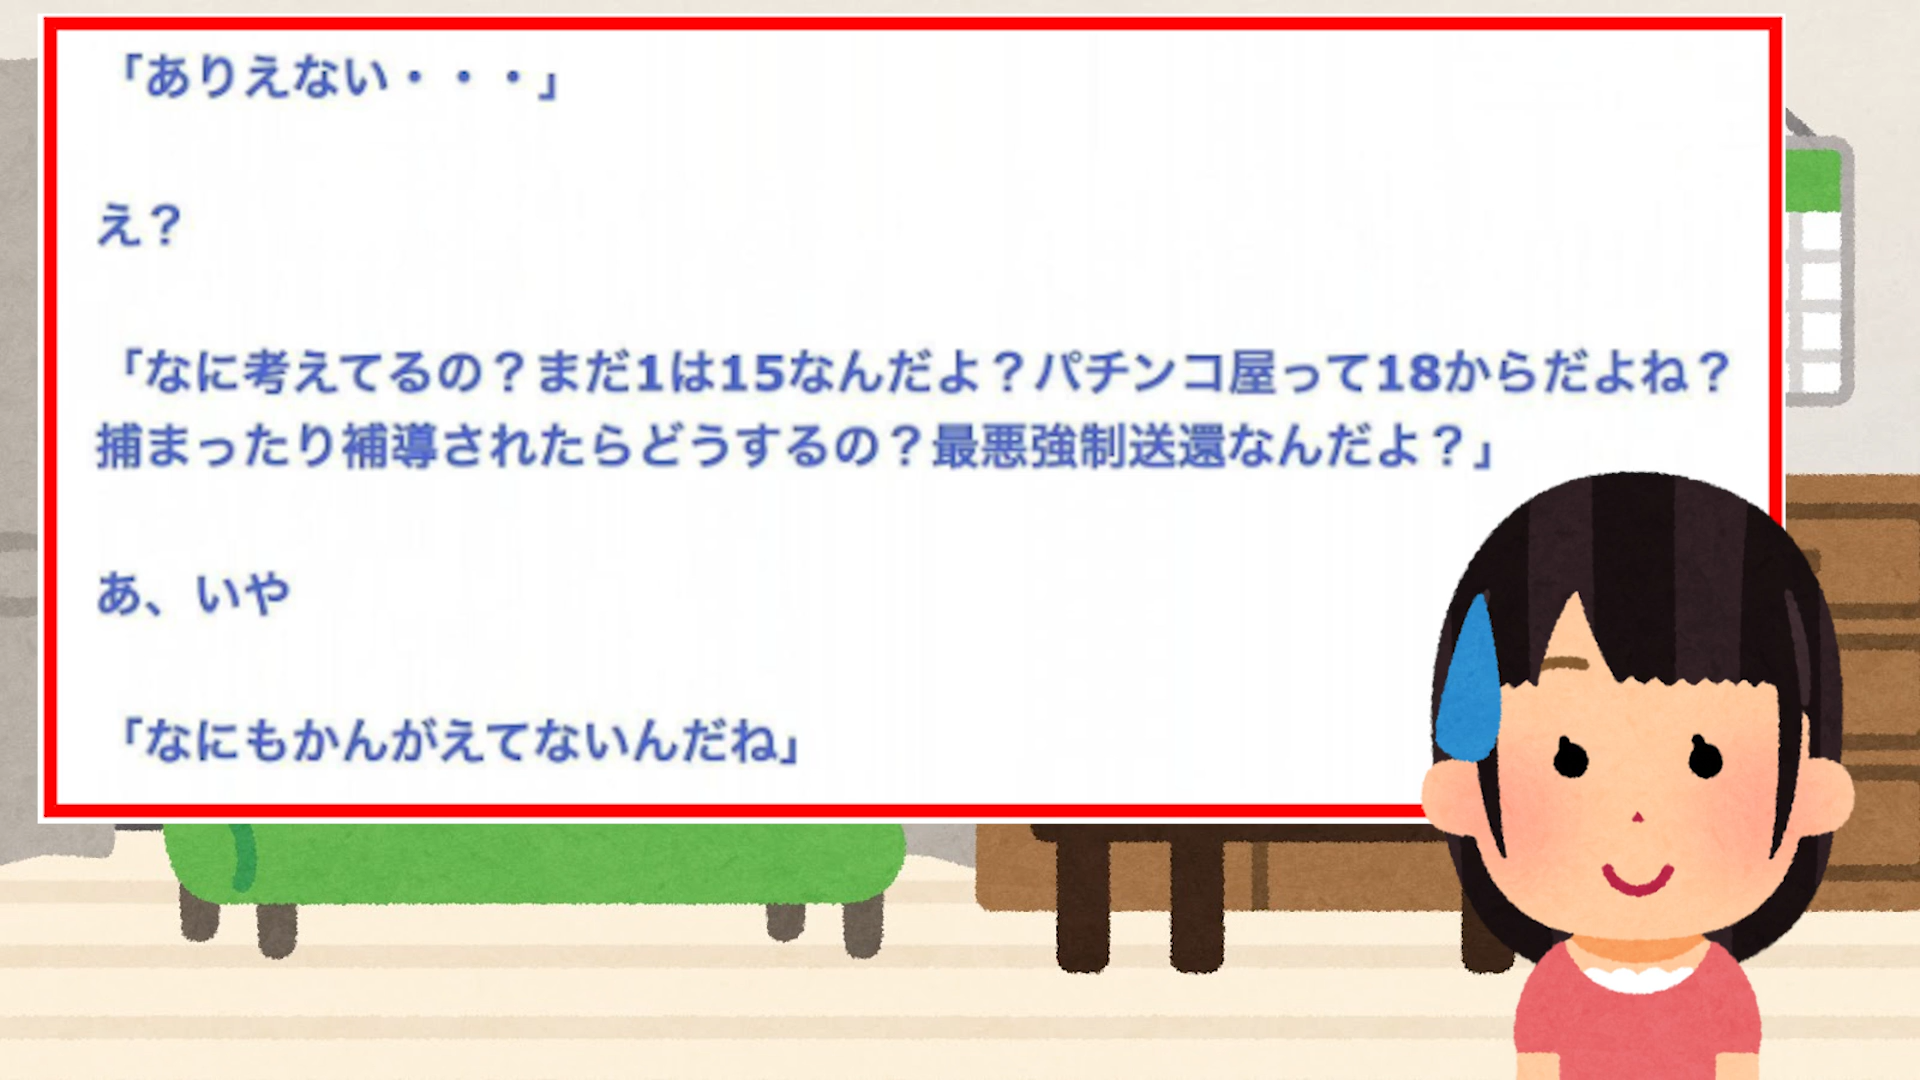 「ありえない・・・」
え？
「なに考えてるの？まだ1は15なんだよ？パチンコ屋って18からだよね？
捕まったり補導されたらどうするの？最悪強制送還なんだよ？」
あ、いや
「なにもかんがえてないんだね」